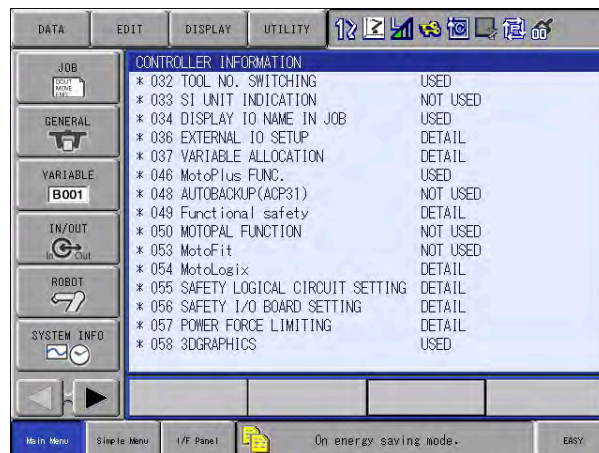 DATA EDIT DISPLAY UTILITY
CONTROLLER INFORMATION
* 032 TOOL NO. SWITCHING USED
* 033 SI UNIT INDICATION NOT USED
* 034 DISPLAY IO NAME IN JOB USED
* 036 EXTERNAL IO SETUP DETAIL
* 037 VARIABLE ALLOCATION DETAIL
* 046 MotoPlus FUNC. USED
* 048 AUTOBACKUP(ACP31) NOT USED
* 049 Functional safety DETAIL
* 050 MOTOPAL FUNCTION NOT USED
* 053 MotoFit NOT USED
* 054 MotoLogix DETAIL
* 055 SAFETY LOGICAL CIRCUIT SETTING DETAIL
* 056 SAFETY I/O BOARD SETTING DETAIL
* 057 POWER FORCE LIMITING DETAIL
* 058 3DGRAPHICS USED
JOB
DOUT
MOVE
END
GENERAL
VARIABLE
B001
IN/OUT
In Out
ROBOT
SYSTEM INFO
Main Menu Simple Menu I/F Panel On energy saving mode. EASY